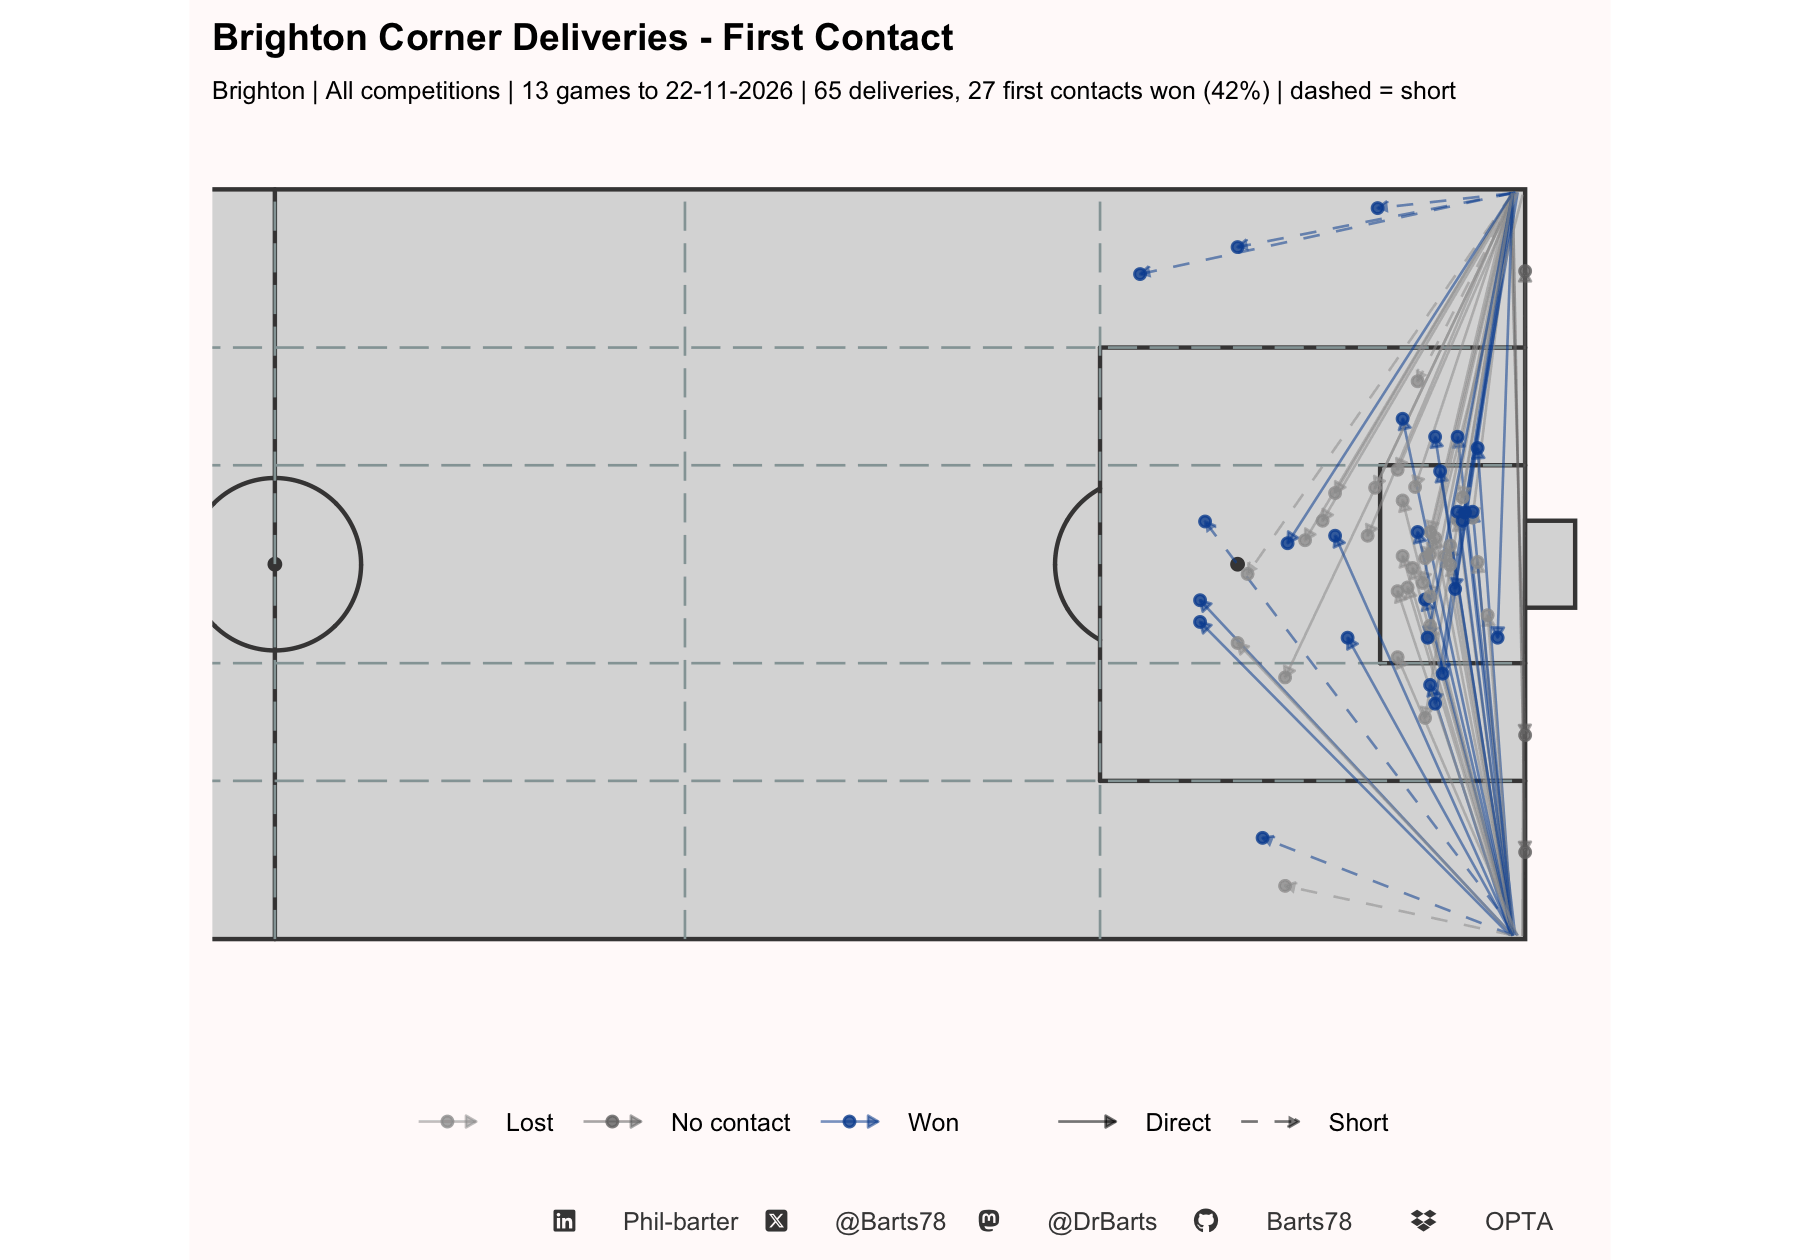 Brighton Corner Deliveries - First Contact
Brighton | All competitions | 13 games to 22-11-2026 | 65 deliveries, 27 first contacts won (42%) | dashed = short
Lost No contact Won Direct Short
Phil-barter @Barts78 @DrBarts Barts78 OPTA